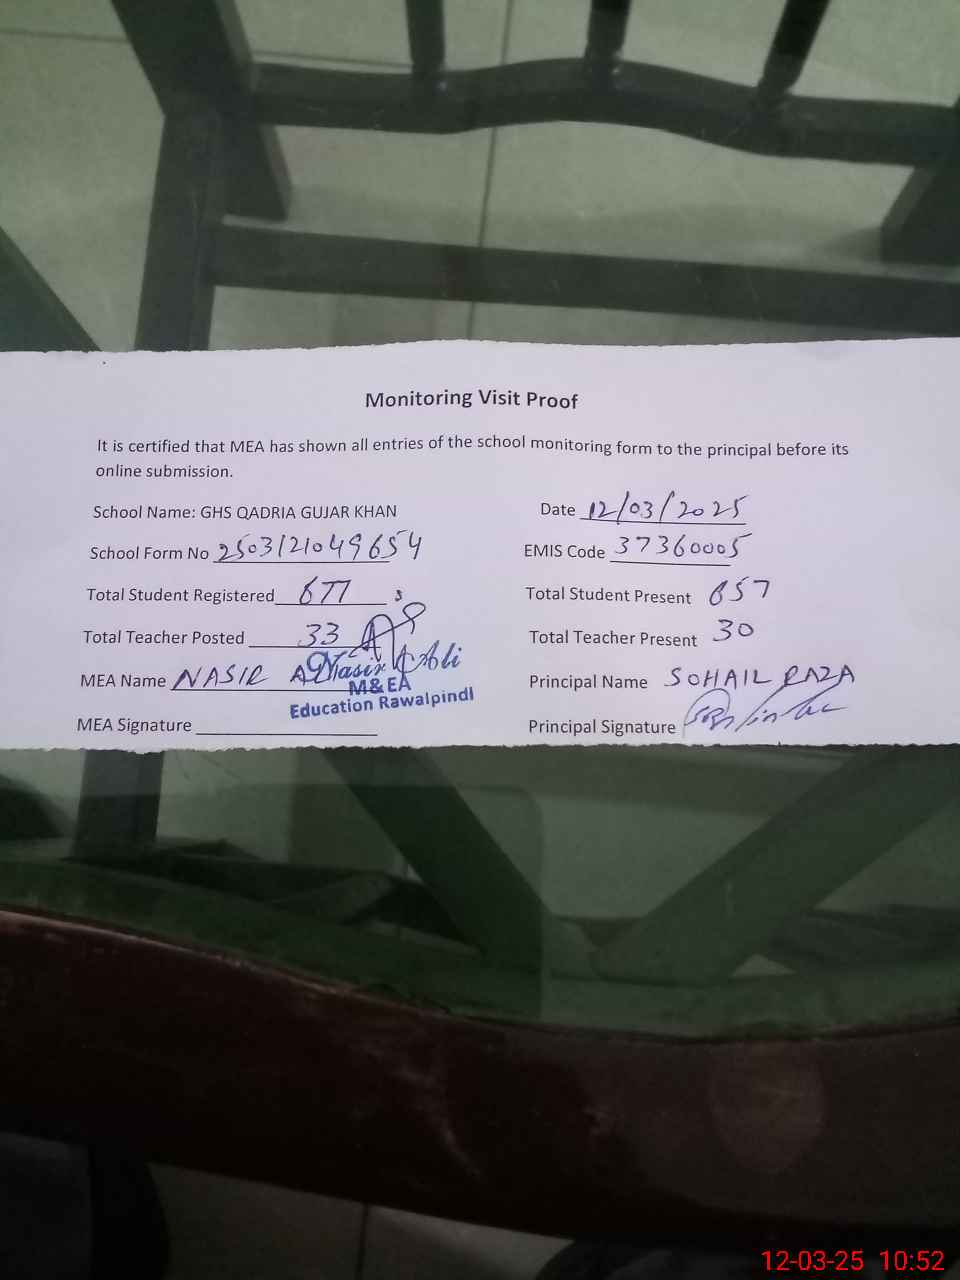 Monitoring Visit Proof
It is certified that MEA has shown all entries of the school monitoring form to the principal before its
online submission.
School Name: GHS QADRIA GUJAR KHAN
Date 12/03/2025
School Form No 2503121049654
EMIS Code 37360005
Total Student Registered 677
Total Student Present 657
Total Teacher Posted 33
Total Teacher Present 30
MEA Name NASIR
Nasir Ali
M&EA
Education Rawalpindi
Principal Name SOHAIL RAZA
MEA Signature
Principal Signature
12-03-25 10:52